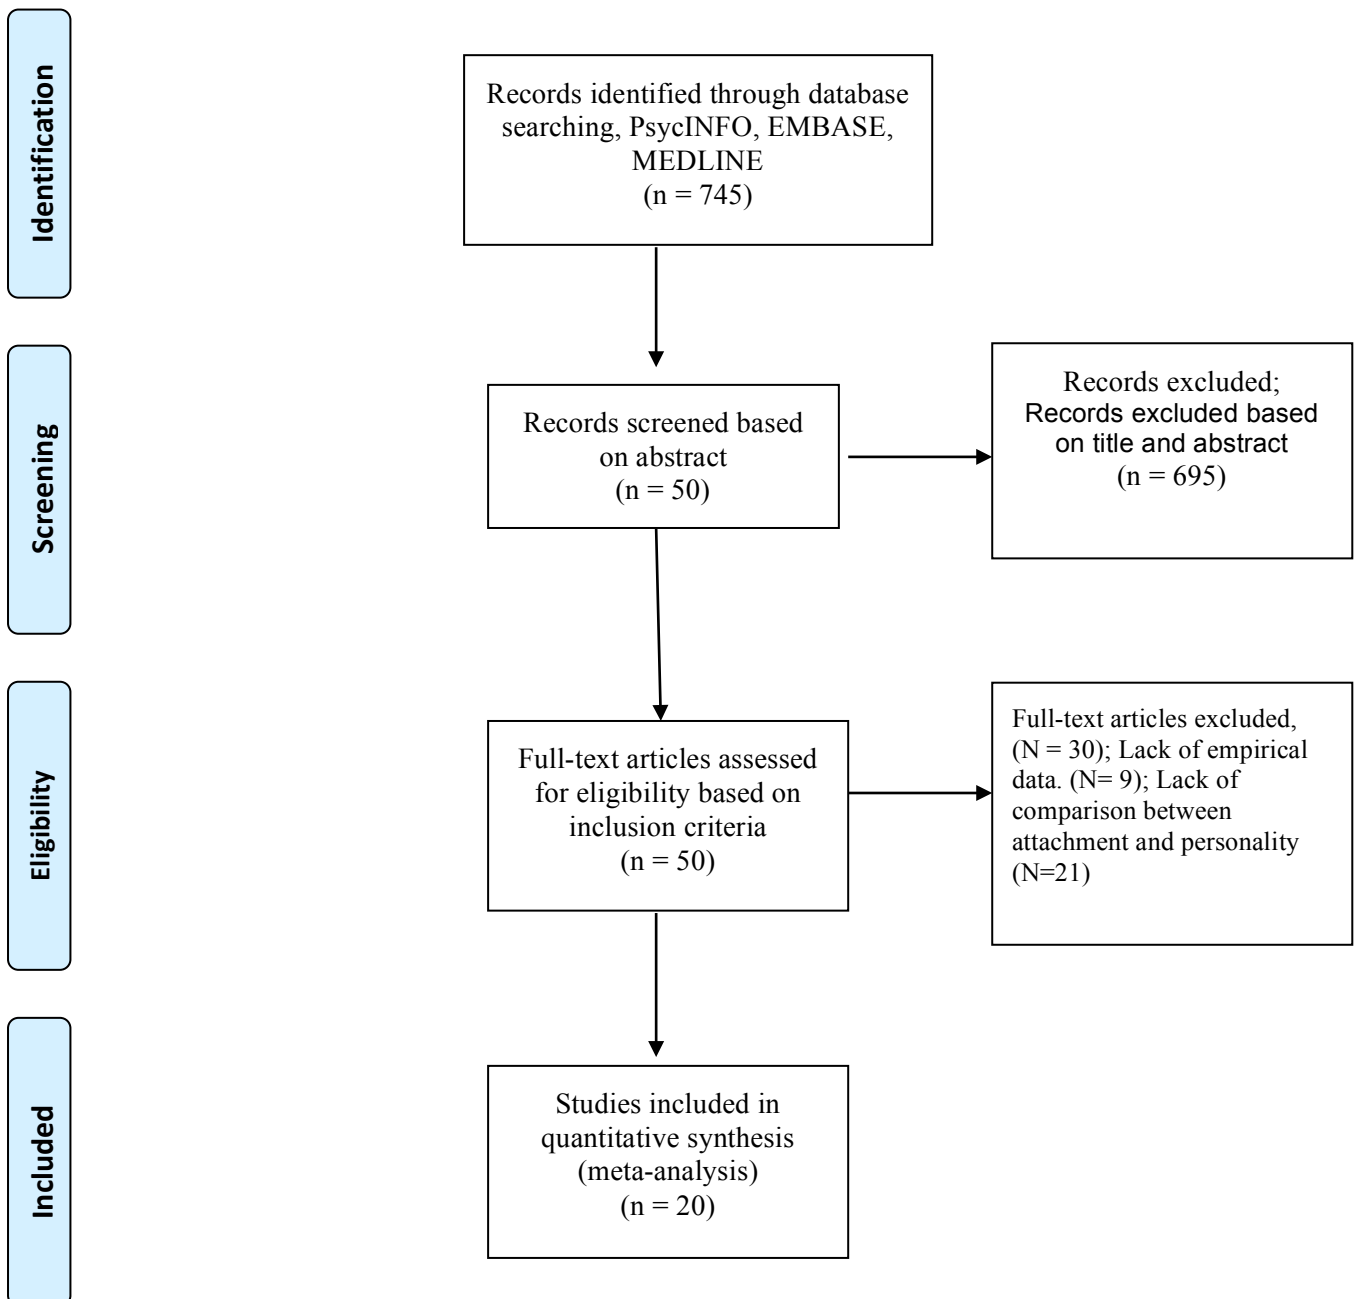 Identification
Records identified through database
searching, PsycINFO, EMBASE,
MEDLINE
(n = 745)
Screening
Records screened based
on abstract
(n = 50)
Records excluded;
Records excluded based
on title and abstract
(n = 695)
Eligibility
Full-text articles assessed
for eligibility based on
inclusion criteria
(n = 50)
Full-text articles excluded,
(N = 30); Lack of empirical
data. (N= 9); Lack of
comparison between
attachment and personality
(N=21)
Included
Studies included in
quantitative synthesis
(meta-analysis)
(n = 20)